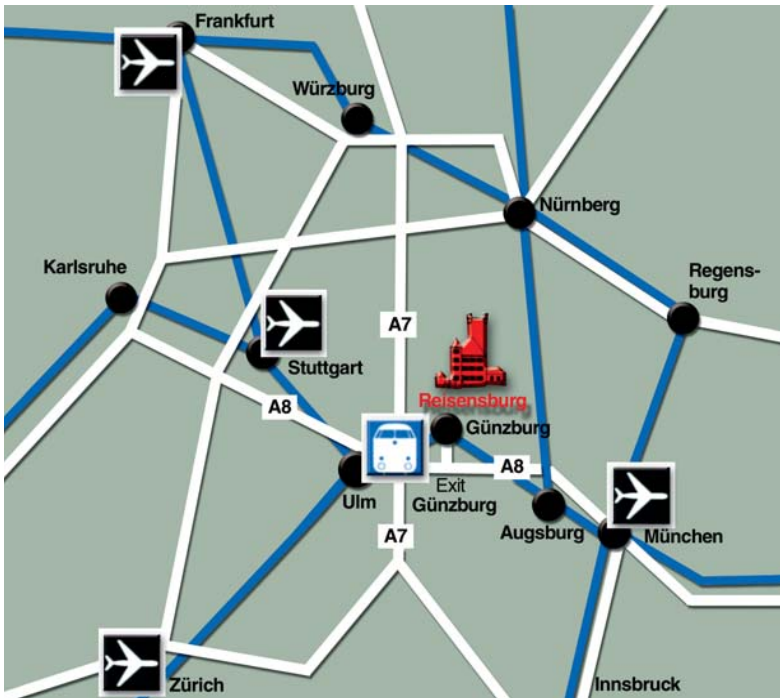 Frankfurt
Würzburg
Nürnberg
Karlsruhe
Regens-
burg
A7
Stuttgart
Reisensburg
A8
Günzburg
A8
Exit
Günzburg
Ulm
Augsburg
München
A7
Zürich
Innsbruck